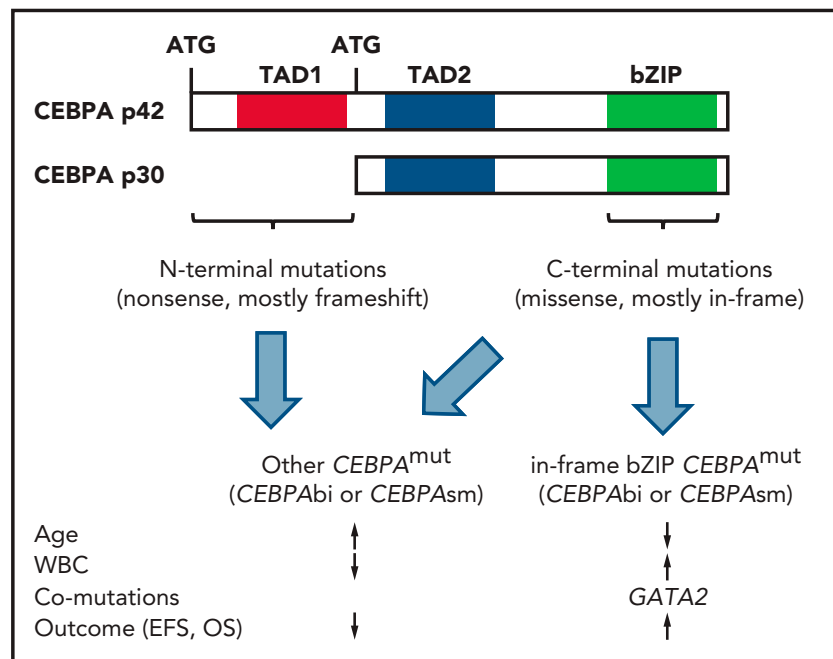 ATG ATG
TAD1 TAD2 bZIP
CEBPA p42
CEBPA p30
N-terminal mutations
(nonsense, mostly frameshift)
C-terminal mutations
(missense, mostly in-frame)
Other CEBPAmut
(CEBPAbi or CEBPAsm)
in-frame bZIP CEBPAmut
(CEBPAbi or CEBPAsm)
Age ↑ ↓
WBC ↓ ↑
Co-mutations GATA2
Outcome (EFS, OS) ↓ ↑